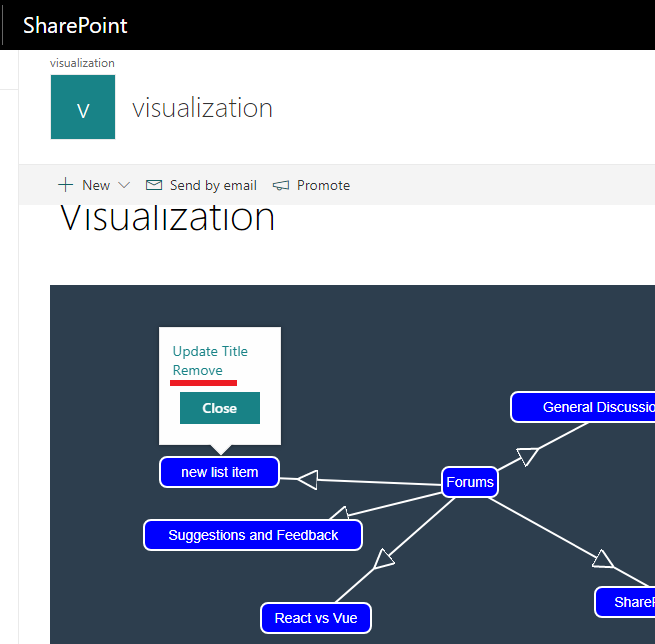 SharePoint
visualization
V
visualization
New
Send by email
Promote
Visualization
Update Title
Remove
Close
General Discussio
new list item
Forums
Suggestions and Feedback
React vs Vue
ShareP